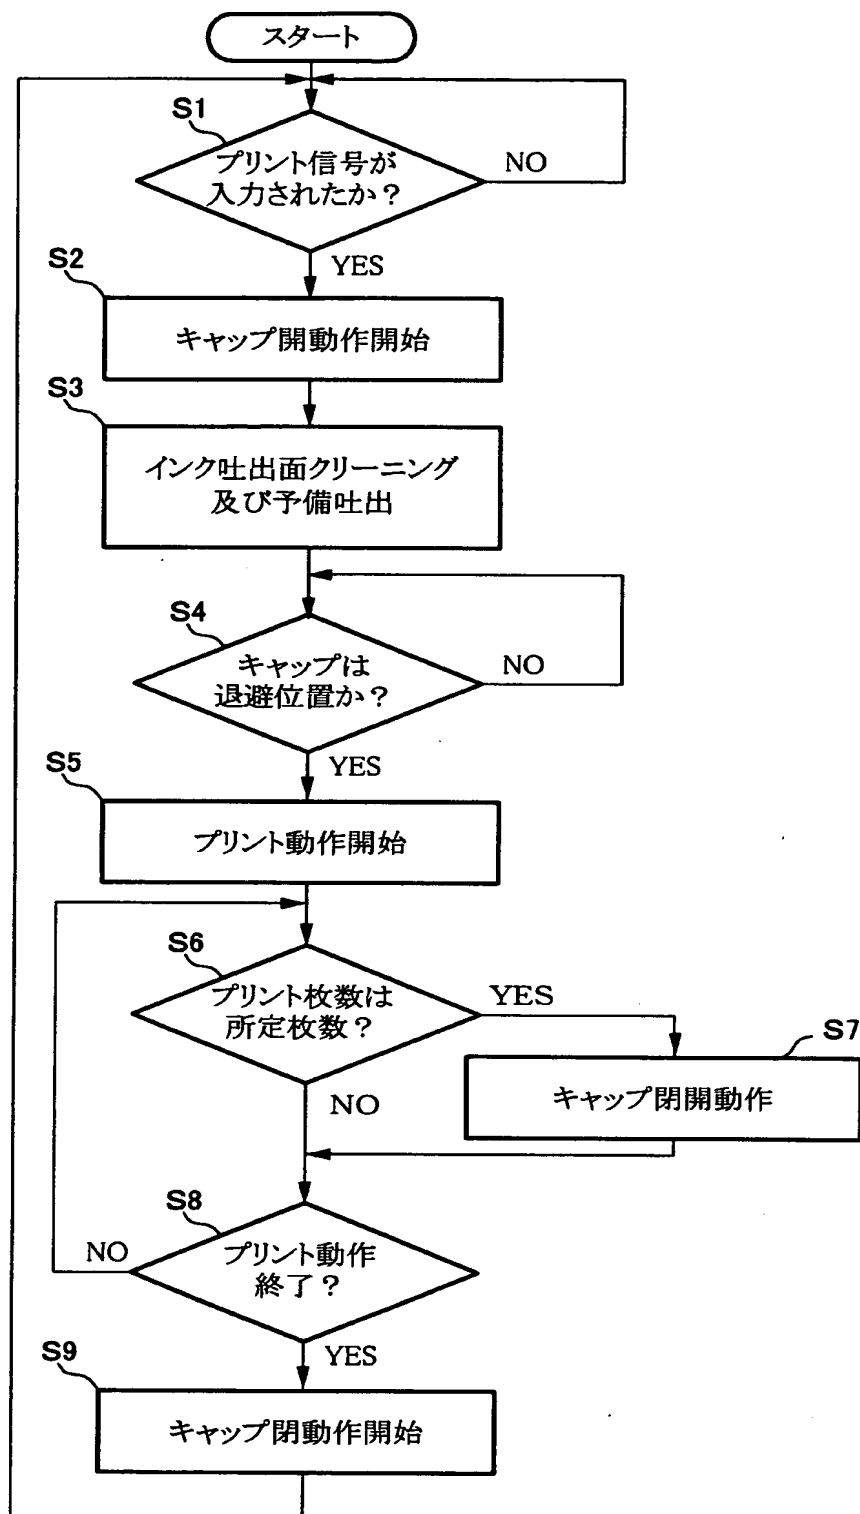 スタート
S1
プリント信号が
入力されたか?
NO
YES
S2
キャップ開動作開始
S3
インク吐出面クリーニング
及び予備吐出
S4
キャップは
退避位置か?
NO
YES
S5
プリント動作開始
S6
プリント枚数は
所定枚数?
YES
S7
キャップ閉開動作
NO
S8
プリント動作
終了?
NO
YES
S9
キャップ閉動作開始